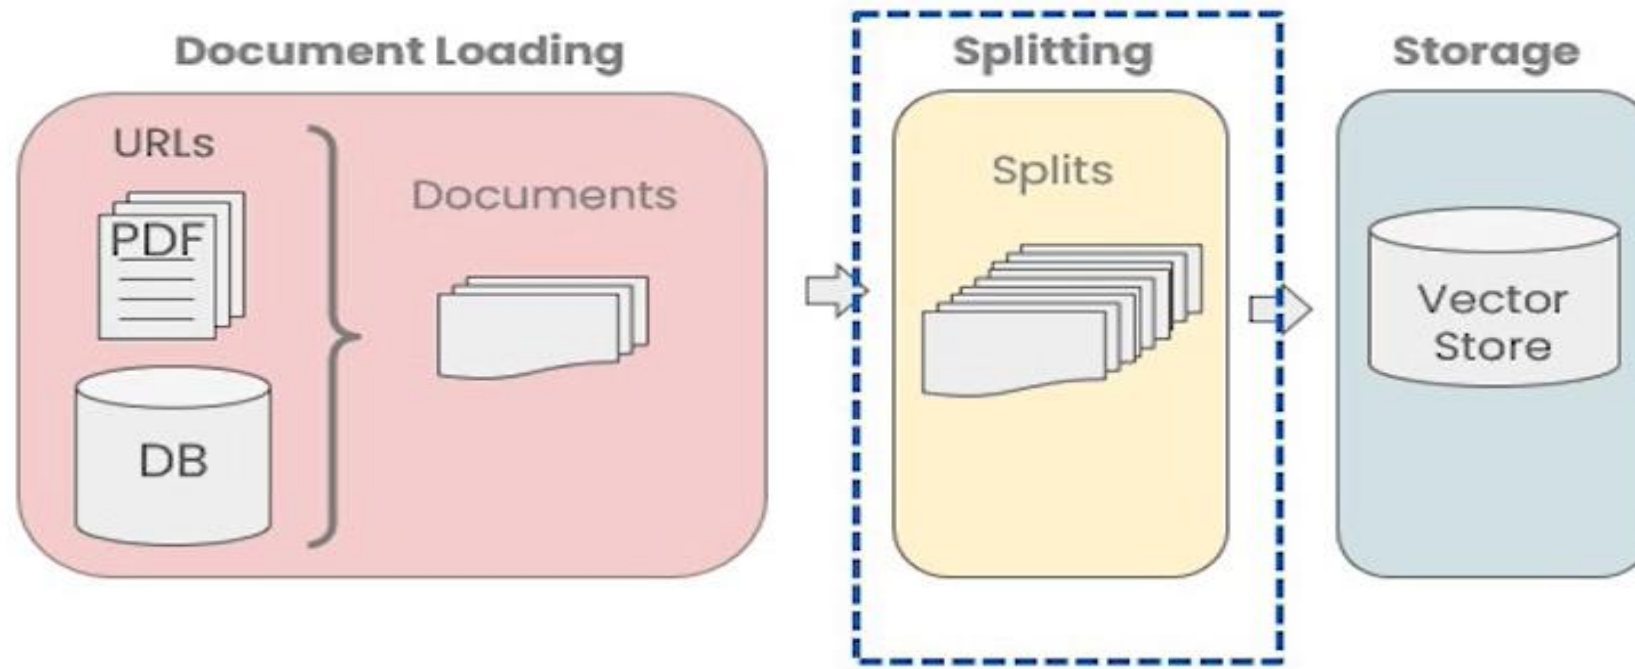 Document Loading
URLs
PDF
DB
Documents
Splitting
Splits
Storage
Vector
Store